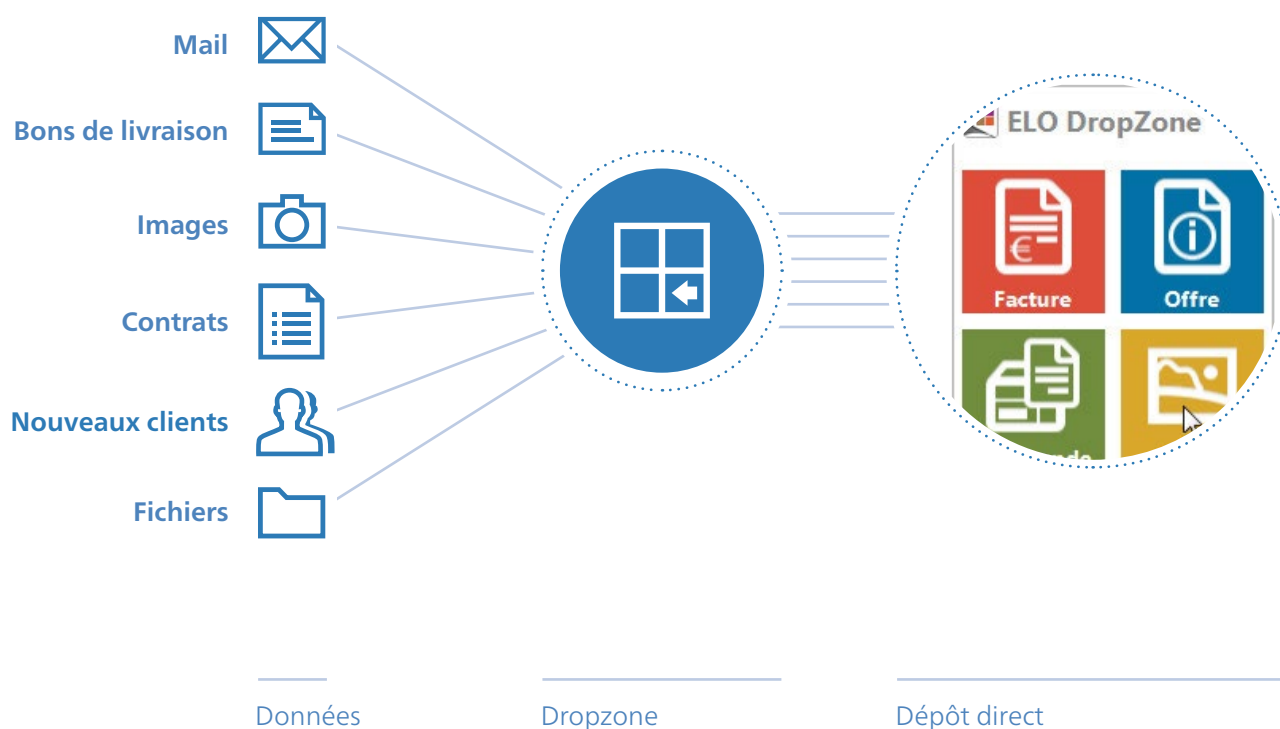 Mail
Bons de livraison
Images
Contrats
Nouveaux clients
Fichiers
ELO DropZone
Facture
Offre
Données
Dropzone
Dépôt direct